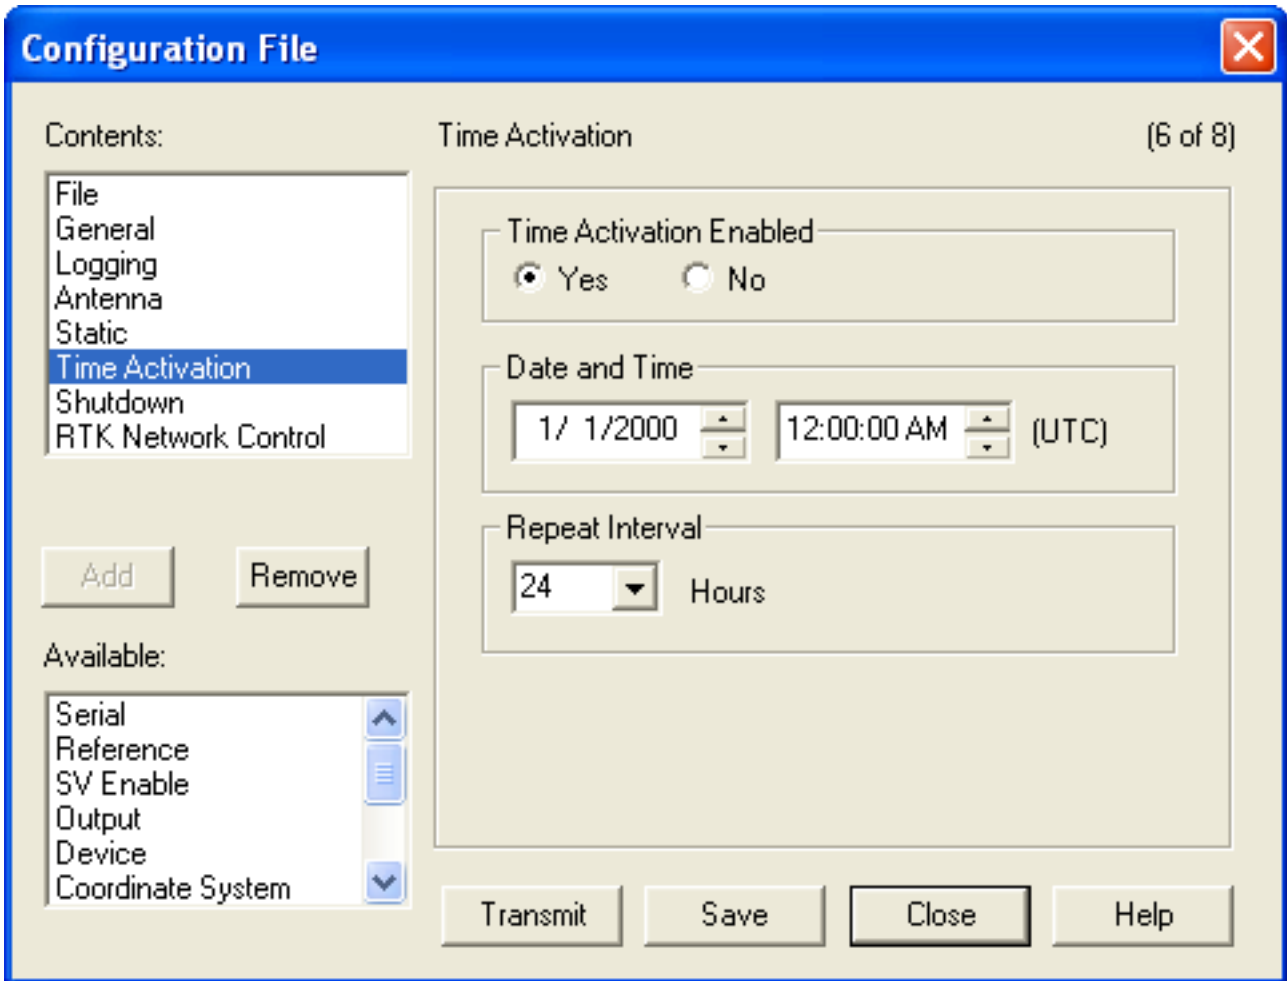 Configuration File
Contents:
File
General
Logging
Antenna
Static
Time Activation
Shutdown
RTK Network Control
Add
Remove
Available:
Serial
Reference
SV Enable
Output
Device
Coordinate System
Time Activation
(6 of 8)
Time Activation Enabled
Yes
No
Date and Time
1/ 1/2000
12:00:00 AM
(UTC)
Repeat Interval
24
Hours
Transmit
Save
Close
Help